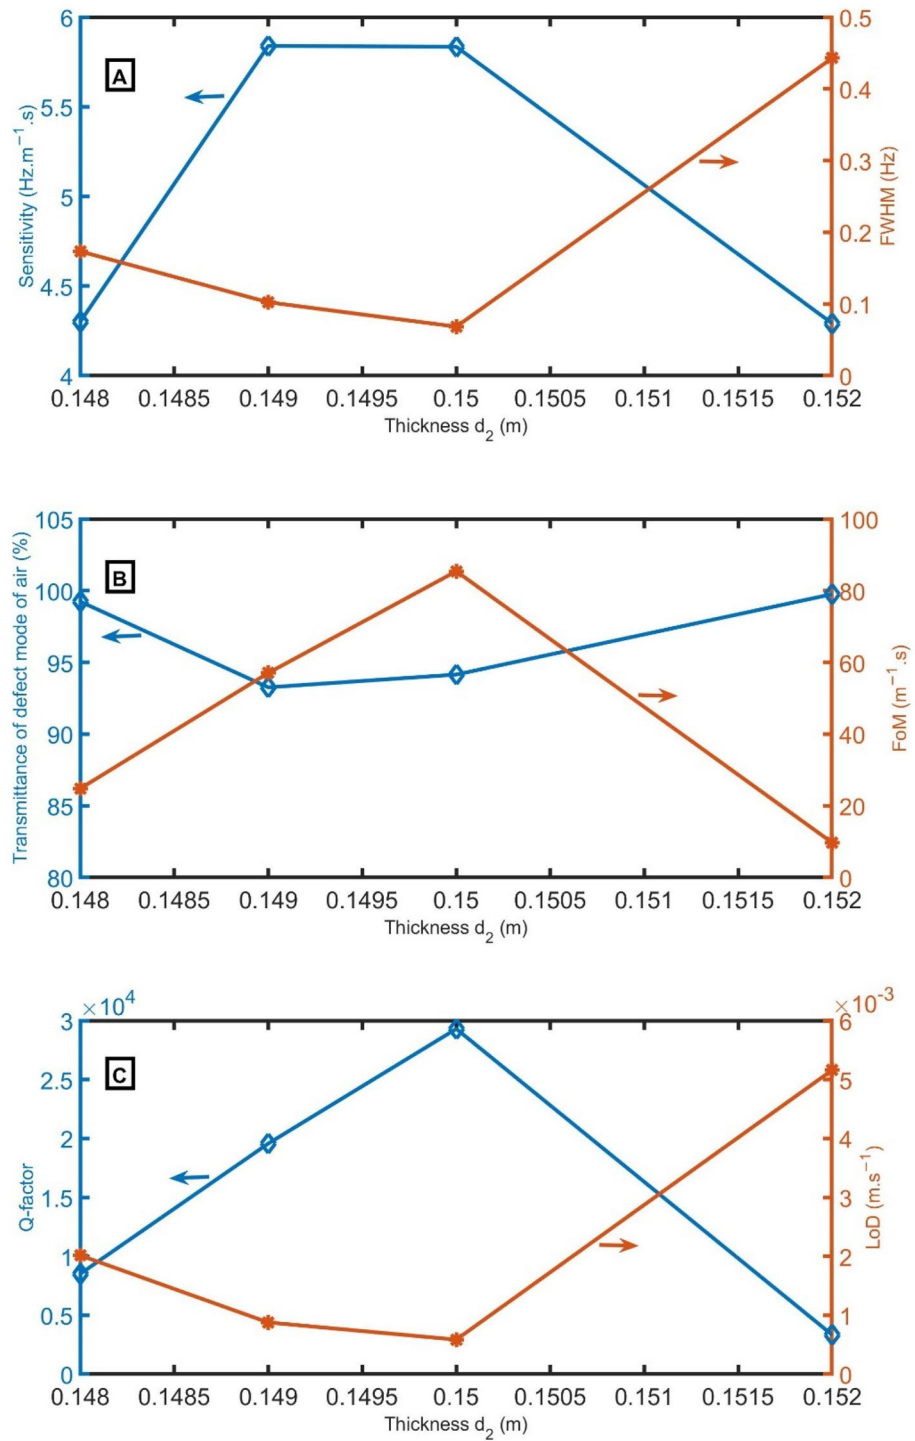 A
6
5.5
5
4.5
4
Sensitivity (Hz.m⁻¹.s)
0.5
0.4
0.3
0.2
0.1
0
FWHM (Hz)
0.148 0.1485 0.149 0.1495 0.15 0.1505 0.151 0.1515 0.152
Thickness d₂ (m)
B
105
100
95
90
85
80
Transmittance of defect mode of air (%)
100
80
60
40
20
0
FoM (m⁻¹.s)
0.148 0.1485 0.149 0.1495 0.15 0.1505 0.151 0.1515 0.152
Thickness d₂ (m)
C
×10⁴
3
2.5
2
1.5
1
0.5
0
Q-factor
×10⁻³
6
5
4
3
2
1
0
LoD (m.s⁻¹)
0.148 0.1485 0.149 0.1495 0.15 0.1505 0.151 0.1515 0.152
Thickness d₂ (m)